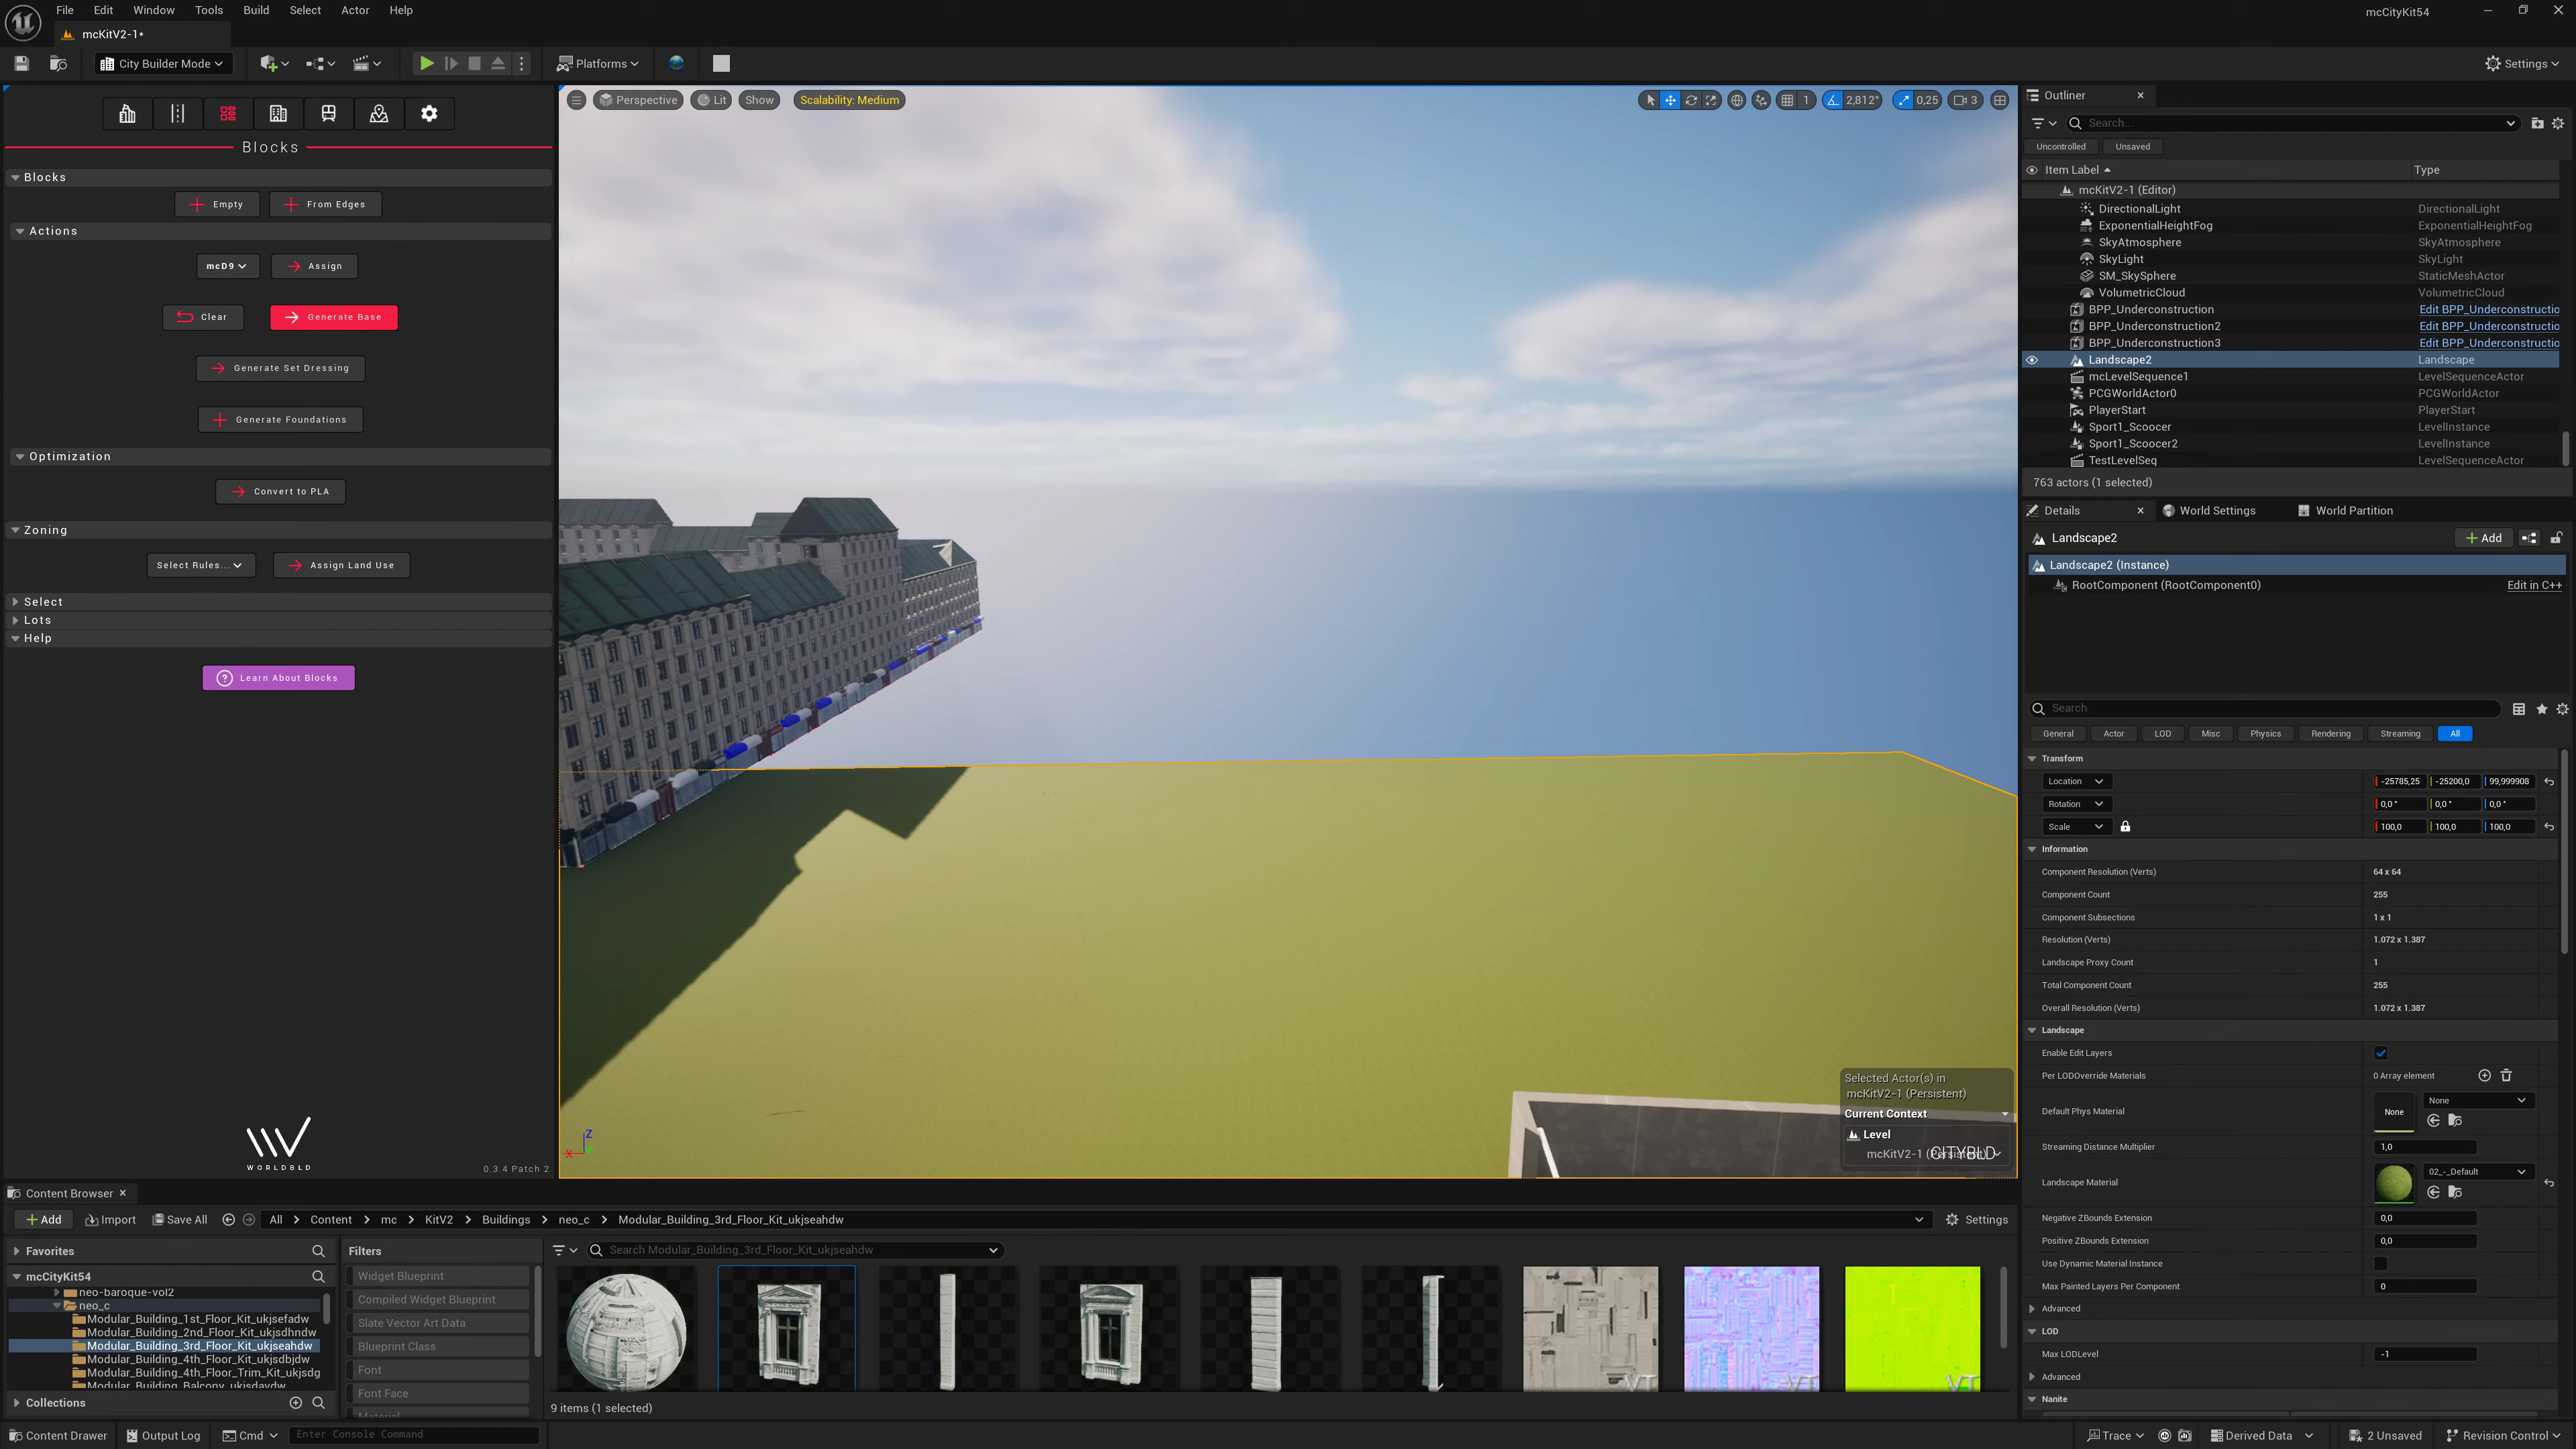 File Edit Window Tools Build Select Actor Help
mcCityKit54
mcKitV2-1*
City Builder Mode
Platforms
Settings
Blocks
Blocks
Empty
From Edges
Actions
mcD9
Assign
Clear
Generate Base
Generate Set Dressing
Generate Foundations
Optimization
Convert to PLA
Zoning
Select Rules...
Assign Land Use
Select
Lots
Help
Learn About Blocks
WORLDBLD
0.3.4 Patch 2
Perspective
Lit
Show
Scalability: Medium
1
2,812°
0,25
3
Selected Actor(s) in
mcKitV2-1 (Persistent)
Current Context
Level
mcKitV2-1 (Persistent)
CITYBLD
Z
X
Outliner
Search...
Uncontrolled
Unsaved
Item Label
Type
mcKitV2-1 (Editor)
DirectionalLight DirectionalLight
ExponentialHeightFog ExponentialHeightFog
SkyAtmosphere SkyAtmosphere
SkyLight SkyLight
SM_SkySphere StaticMeshActor
VolumetricCloud VolumetricCloud
BPP_Underconstruction Edit BPP_Underconstructio
BPP_Underconstruction2 Edit BPP_Underconstructio
BPP_Underconstruction3 Edit BPP_Underconstructio
Landscape2 Landscape
mcLevelSequence1 LevelSequenceActor
PCGWorldActor0 PCGWorldActor
PlayerStart PlayerStart
Sport1_Scoocer LevelInstance
Sport1_Scoocer2 LevelInstance
TestLevelSeq LevelSequenceActor
763 actors (1 selected)
Details
World Settings
World Partition
Landscape2
Add
Landscape2 (Instance)
RootComponent (RootComponent0) Edit in C++
Search
General Actor LOD Misc Physics Rendering Streaming All
Transform
Location -25785,25 -25200,0 99,999908
Rotation 0,0 ° 0,0 ° 0,0 °
Scale 100,0 100,0 100,0
Information
Component Resolution (Verts) 64 x 64
Component Count 255
Component Subsections 1 x 1
Resolution (Verts) 1.072 x 1.387
Landscape Proxy Count 1
Total Component Count 255
Overall Resolution (Verts) 1.072 x 1.387
Landscape
Enable Edit Layers
Per LODOverride Materials 0 Array element
Default Phys Material None None
Streaming Distance Multiplier 1,0
Landscape Material 02_-_Default
Negative ZBounds Extension 0,0
Positive ZBounds Extension 0,0
Use Dynamic Material Instance
Max Painted Layers Per Component 0
Advanced
LOD
Max LODLevel -1
Advanced
Nanite
Content Browser
Add
Import
Save All
All Content mc KitV2 Buildings neo_c Modular_Building_3rd_Floor_Kit_ukjseahdw
Settings
Favorites
mcCityKit54
neo-baroque-vol2
neo_c
Modular_Building_1st_Floor_Kit_ukjsefadw
Modular_Building_2nd_Floor_Kit_ukjsdhndw
Modular_Building_3rd_Floor_Kit_ukjseahdw
Modular_Building_4th_Floor_Kit_ukjsdbjdw
Modular_Building_4th_Floor_Trim_Kit_ukjsdg
Modular_Building_Balcony_ukjsdavdw
Collections
Filters
Widget Blueprint
Compiled Widget Blueprint
Slate Vector Art Data
Blueprint Class
Font
Font Face
Material
Search Modular_Building_3rd_Floor_Kit_ukjseahdw
VT
VT
VT
9 items (1 selected)
Content Drawer
Output Log
Cmd
Enter Console Command
Trace
Derived Data
2 Unsaved
Revision Control